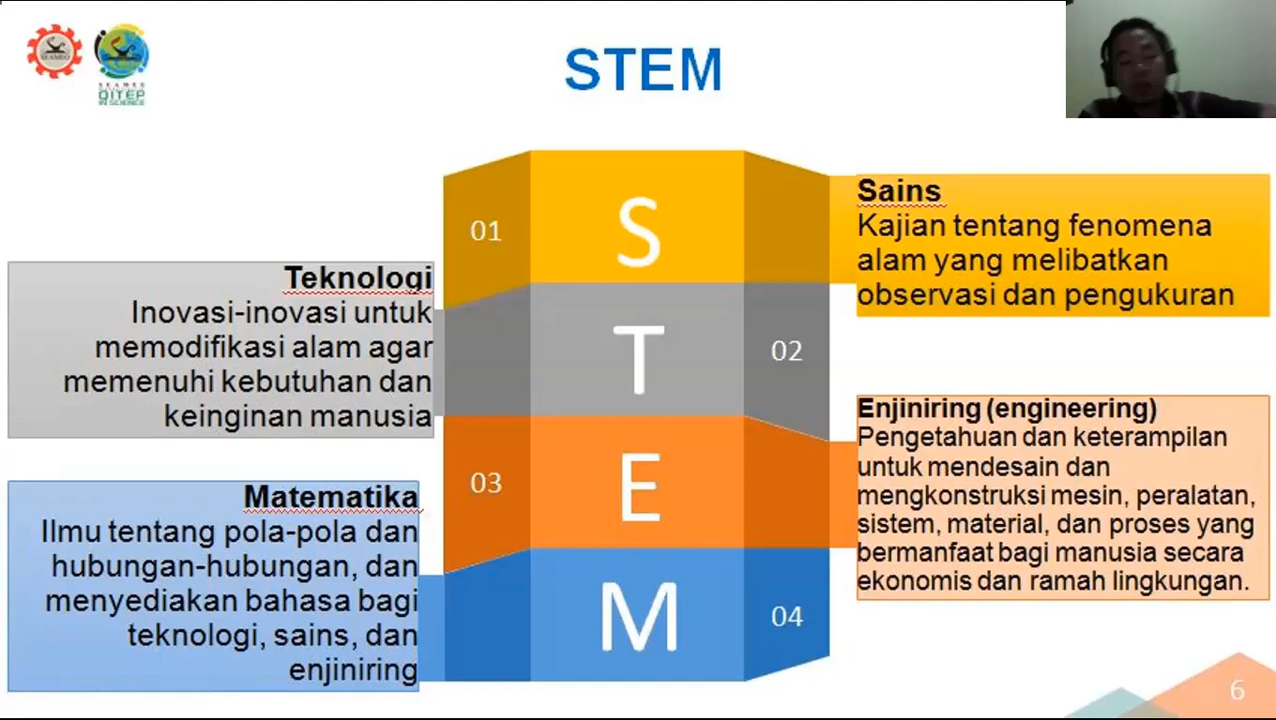 SEAMEO
SEAMEO
QITEP
IN SCIENCE
STEM
01
S
Sains
Kajian tentang fenomena
alam yang melibatkan
observasi dan pengukuran
Teknologi
Inovasi-inovasi untuk
memodifikasi alam agar
memenuhi kebutuhan dan
keinginan manusia
T
02
03
E
Enjiniring (engineering)
Pengetahuan dan keterampilan
untuk mendesain dan
mengkonstruksi mesin, peralatan,
sistem, material, dan proses yang
bermanfaat bagi manusia secara
ekonomis dan ramah lingkungan.
Matematika
Ilmu tentang pola-pola dan
hubungan-hubungan, dan
menyediakan bahasa bagi
teknologi, sains, dan
enjiniring
M
04
6